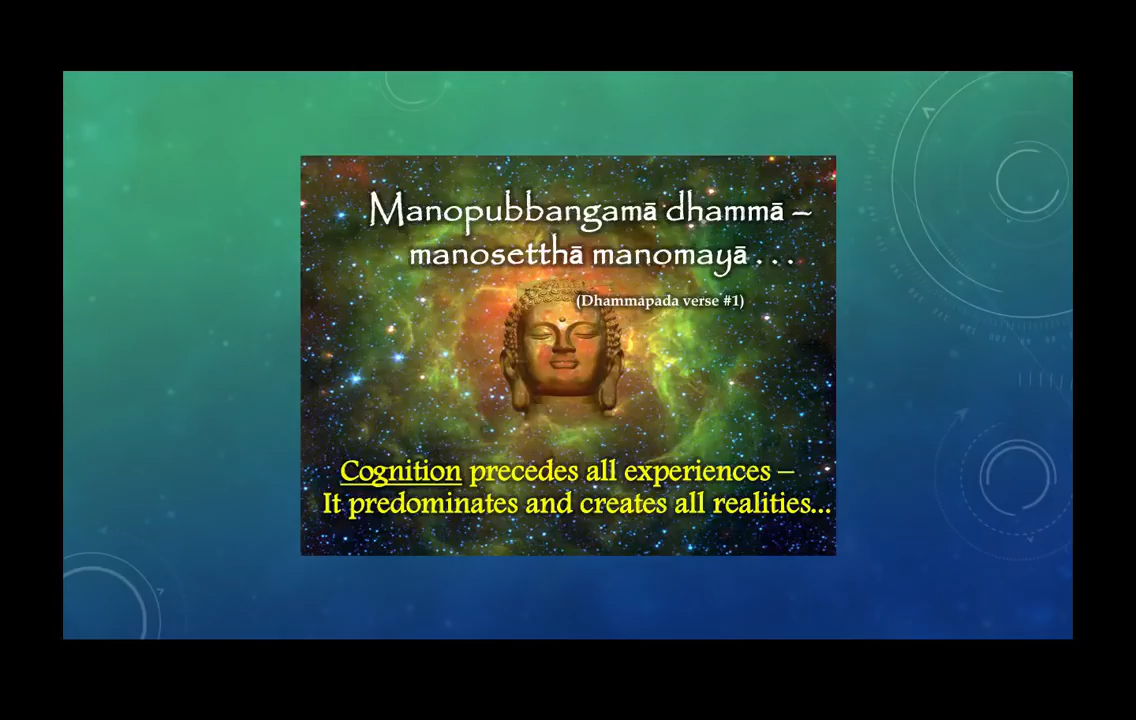 Manopubbangamā dhammā –
manosetthā manomayā . . .
(Dhammapada verse #1)
Cognition precedes all experiences –
It predominates and creates all realities...